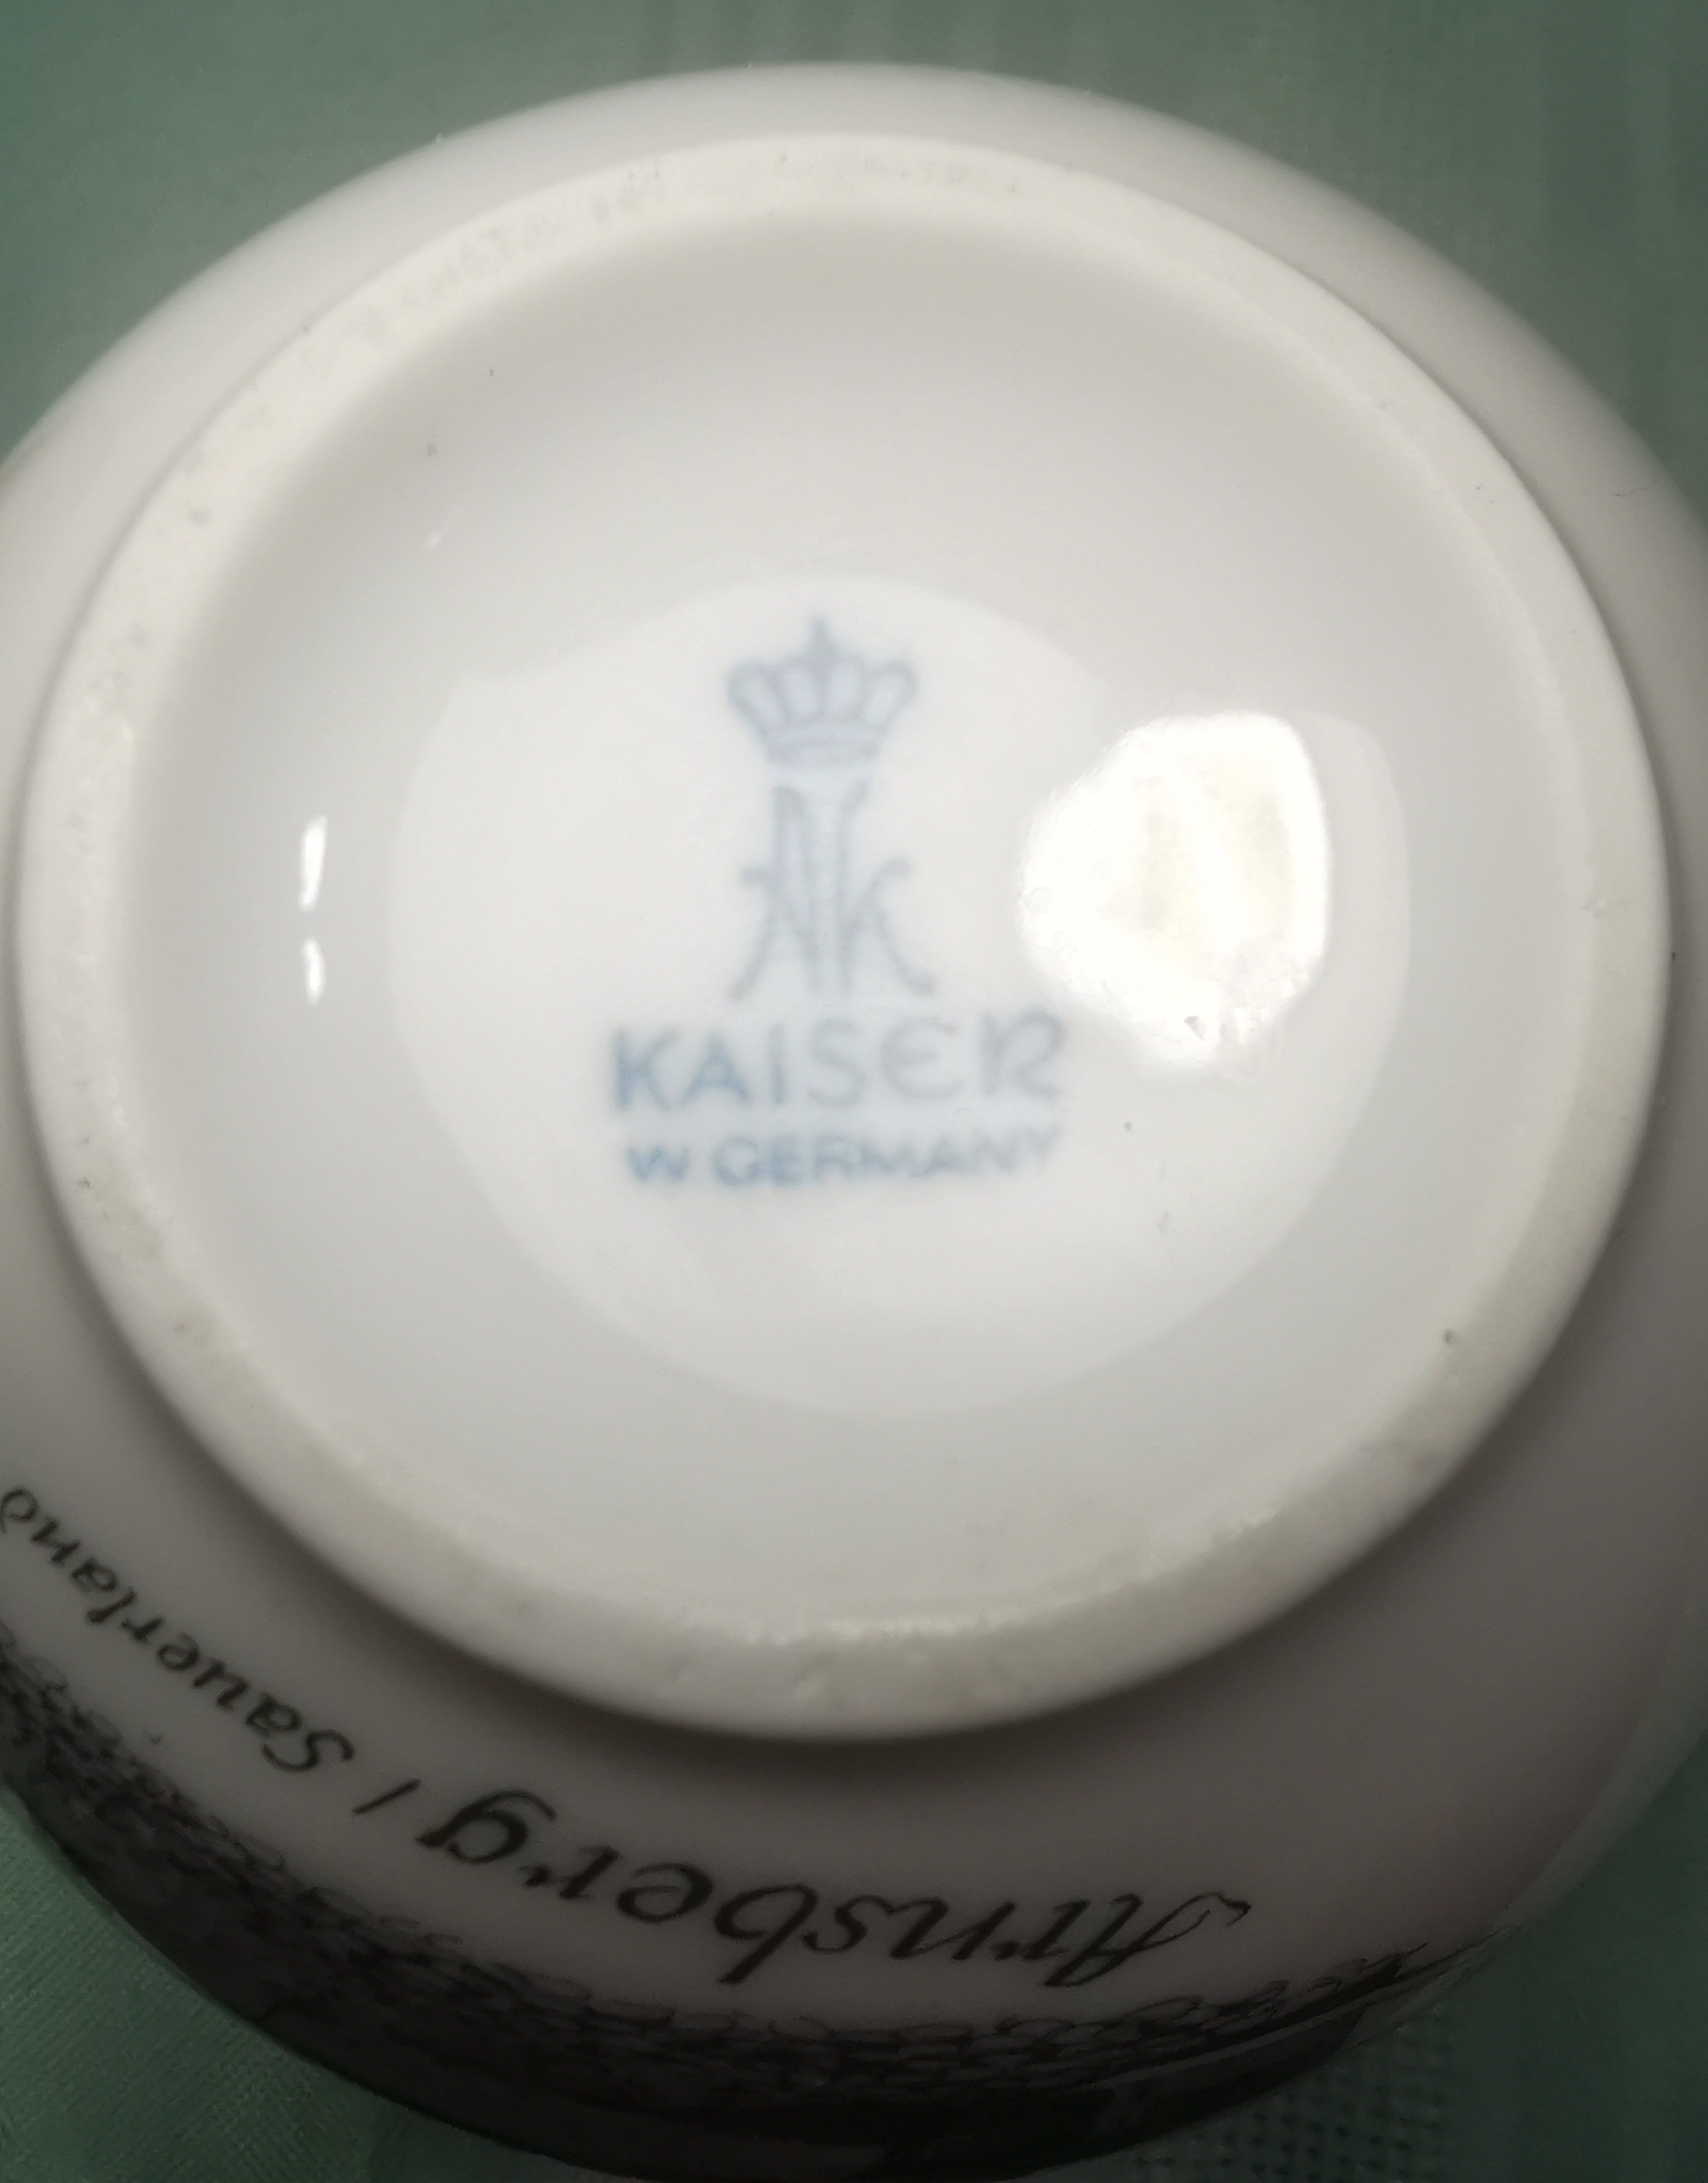 AK
KAISER
W GERMANY
Arnsberg / Sauerland